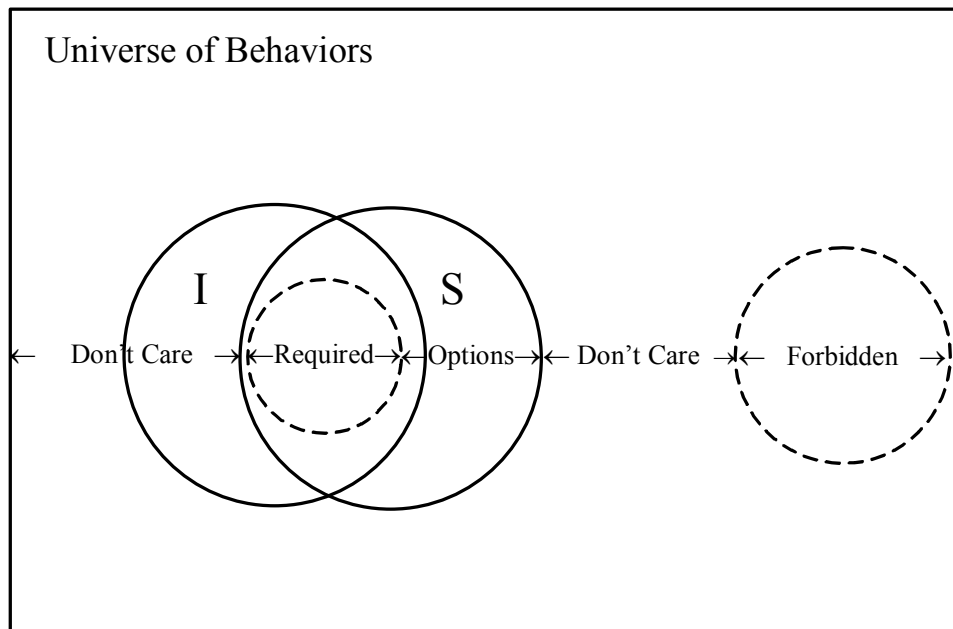 Universe of Behaviors
I
S
← Don't Care → ←Required→ ←Options→ ← Don't Care → ← Forbidden →